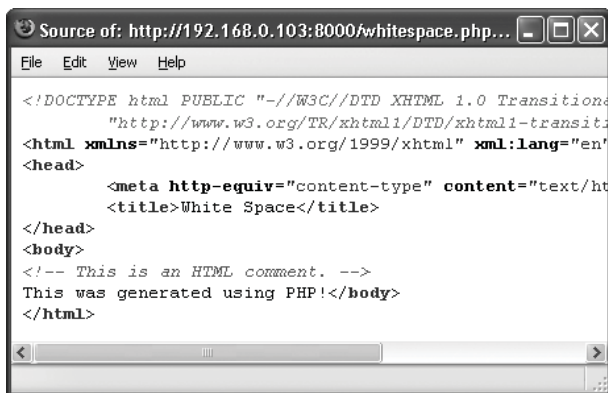 Source of: http://192.168.0.103:8000/whitespace.php...
File Edit View Help
<!DOCTYPE html PUBLIC "-//W3C//DTD XHTML 1.0 Transitiona
"http://www.w3.org/TR/xhtml1/DTD/xhtml1-transiti
<html xmlns="http://www.w3.org/1999/xhtml" xml:lang="en"
<head>
<meta http-equiv="content-type" content="text/ht
<title>White Space</title>
</head>
<body>
<!-- This is an HTML comment. -->
This was generated using PHP!</body>
</html>